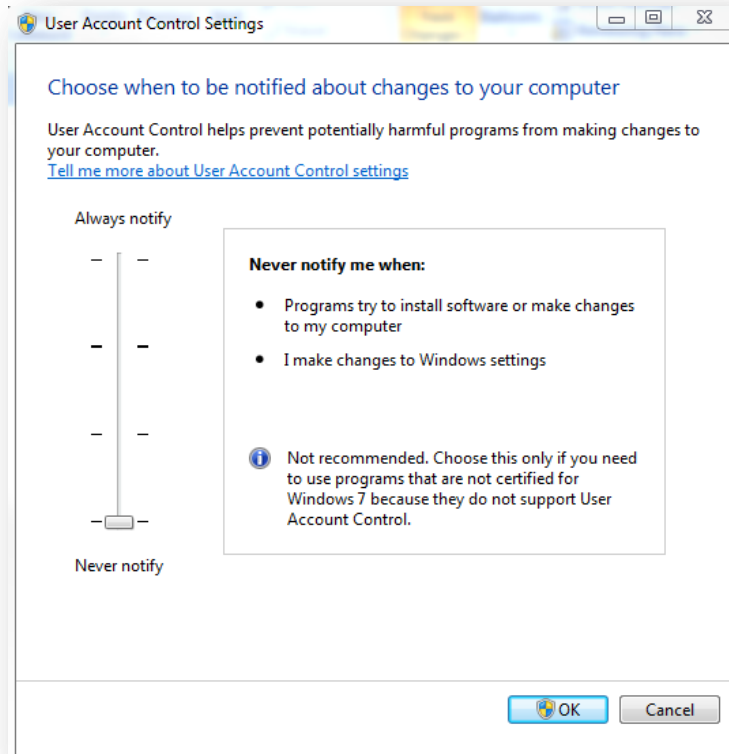 User Account Control Settings
Choose when to be notified about changes to your computer
User Account Control helps prevent potentially harmful programs from making changes to
your computer.
Tell me more about User Account Control settings
Always notify
Never notify me when:
• Programs try to install software or make changes
to my computer
• I make changes to Windows settings
Not recommended. Choose this only if you need
to use programs that are not certified for
Windows 7 because they do not support User
Account Control.
Never notify
OK
Cancel